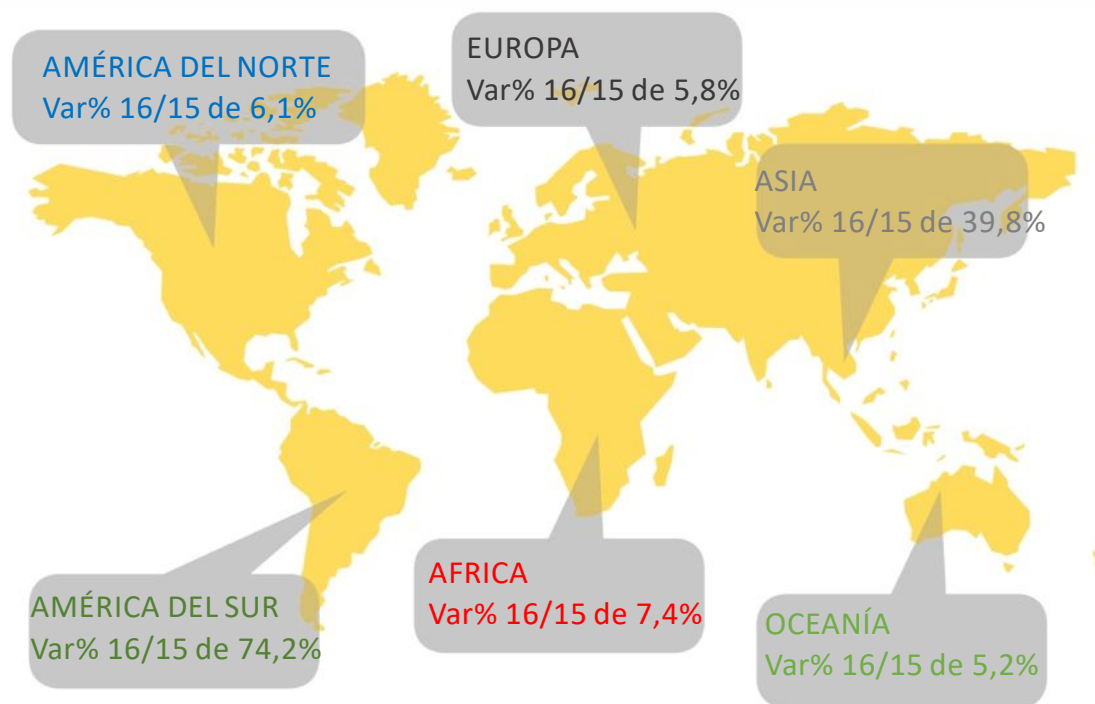 AMÉRICA DEL NORTE
Var% 16/15 de 6,1%
EUROPA
Var% 16/15 de 5,8%
ASIA
Var% 16/15 de 39,8%
AMÉRICA DEL SUR
Var% 16/15 de 74,2%
AFRICA
Var% 16/15 de 7,4%
OCEANÍA
Var% 16/15 de 5,2%